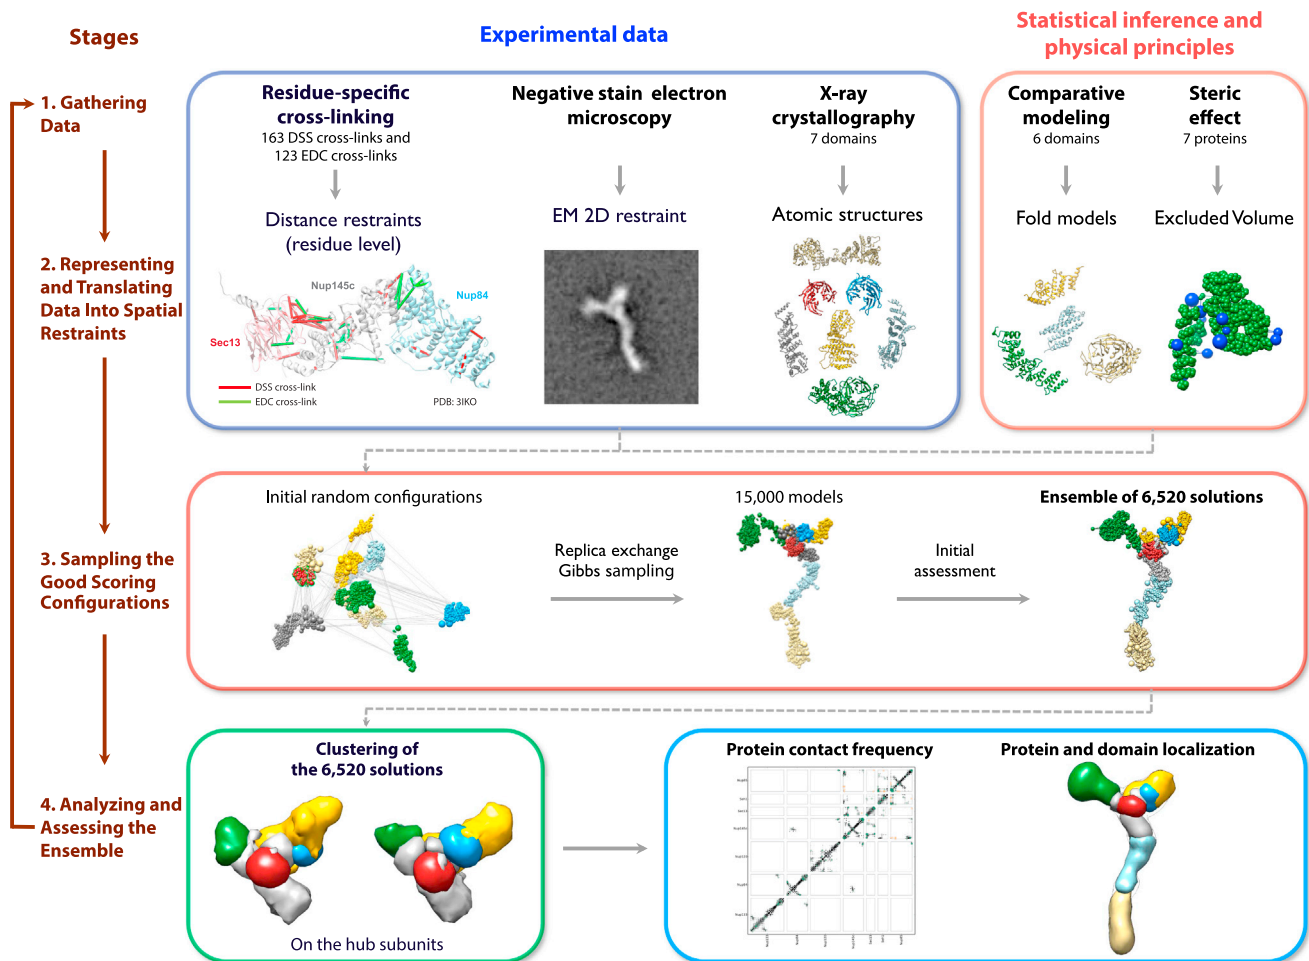 Stages
Experimental data
Statistical inference and
physical principles
1. Gathering
Data
2. Representing
and Translating
Data Into Spatial
Restraints
3. Sampling the
Good Scoring
Configurations
4. Analyzing and
Assessing the
Ensemble
Residue-specific
cross-linking
163 DSS cross-links and
123 EDC cross-links
Distance restraints
(residue level)
Nup145c
Nup84
Sec13
DSS cross-link
EDC cross-link
PDB: 3IKO
Negative stain electron
microscopy
EM 2D restraint
X-ray
crystallography
7 domains
Atomic structures
Comparative
modeling
6 domains
Fold models
Steric
effect
7 proteins
Excluded Volume
Initial random configurations
Replica exchange
Gibbs sampling
15,000 models
Initial
assessment
Ensemble of 6,520 solutions
Clustering of
the 6,520 solutions
On the hub subunits
Protein contact frequency
Protein and domain localization